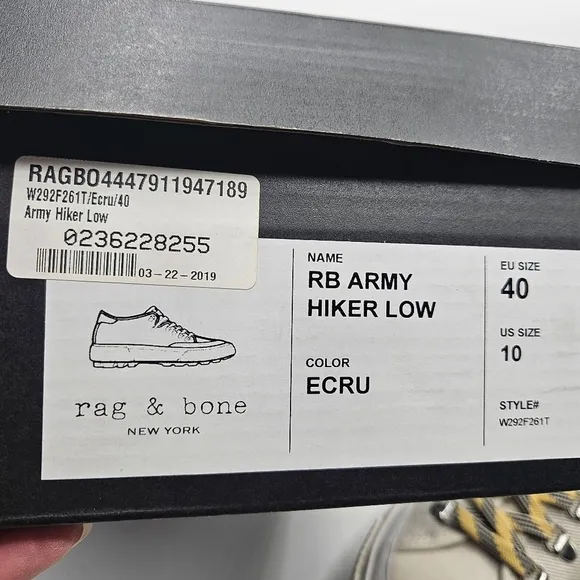 RAGBO4447911947189
W292F261T/Ecru/40
Army Hiker Low
0236228255
03-22-2019
rag & bone
NEW YORK
NAME
RB ARMY
HIKER LOW
COLOR
ECRU
EU SIZE
40
US SIZE
10
STYLE#
W292F261T